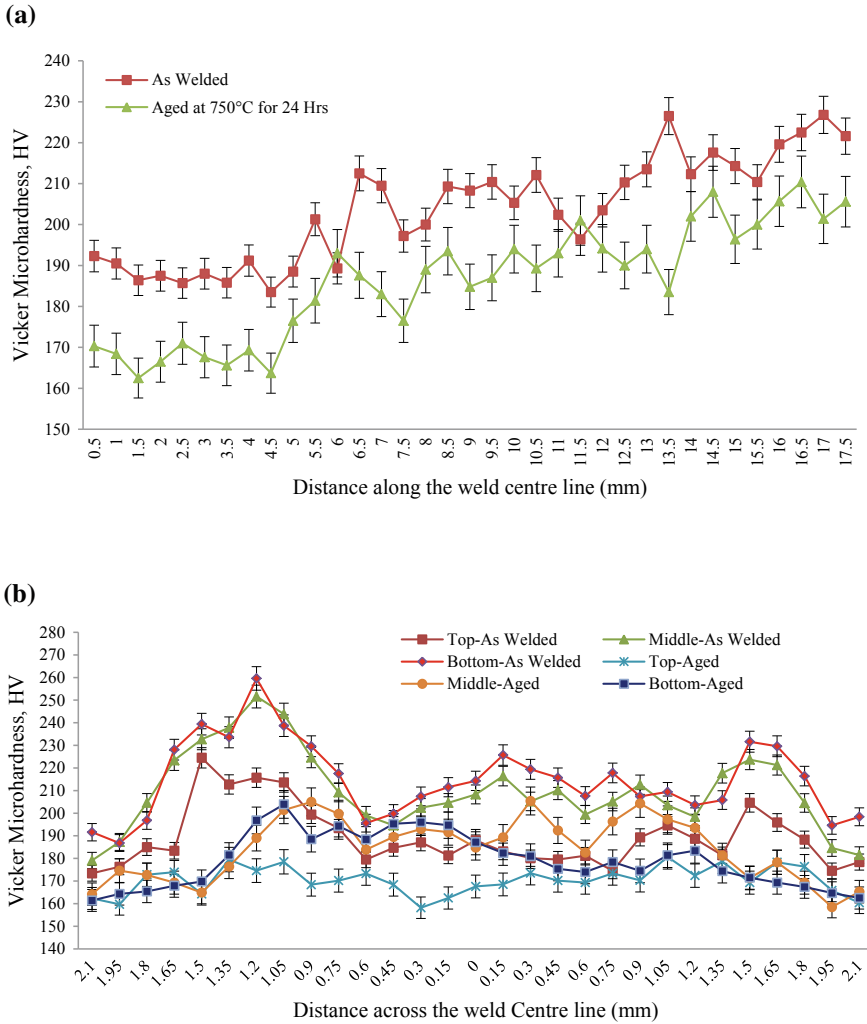 (a)
240
230
220
210
200
190
180
170
160
150
Vicker Microhardness, HV
As Welded
Aged at 750°C for 24 Hrs
0.5 1 1.5 2 2.5 3 3.5 4 4.5 5 5.5 6 6.5 7 7.5 8 8.5 9 9.5 10 10.5 11 11.5 12 12.5 13 13.5 14 14.5 15 15.5 16 16.5 17 17.5
Distance along the weld centre line (mm)
(b)
280
270
260
250
240
230
220
210
200
190
180
170
160
150
140
Vicker Microhardness, HV
Top-As Welded Middle-As Welded
Bottom-As Welded Top-Aged
Middle-Aged Bottom-Aged
2.1 1.95 1.8 1.65 1.5 1.35 1.2 1.05 0.9 0.75 0.6 0.45 0.3 0.15 0 0.15 0.3 0.45 0.6 0.75 0.9 1.05 1.2 1.35 1.5 1.65 1.8 1.95 2.1
Distance across the weld Centre line (mm)